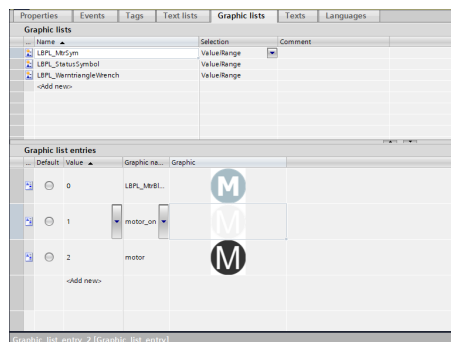 Properties Events Tags Text lists Graphic lists Texts Languages
Graphic lists
... Name Selection Comment
LBPL_MtrSym Value/Range
LBPL_StatusSymbol Value/Range
LBPL_WarntriangleWrench Value/Range
<Add new>
Graphic list entries
... Default Value Graphic na... Graphic
0 LBPL_MtrBl... M
1 motor_on M
2 motor M
<Add new>
Graphic_list_entry_2 [Graphic_list_entry]